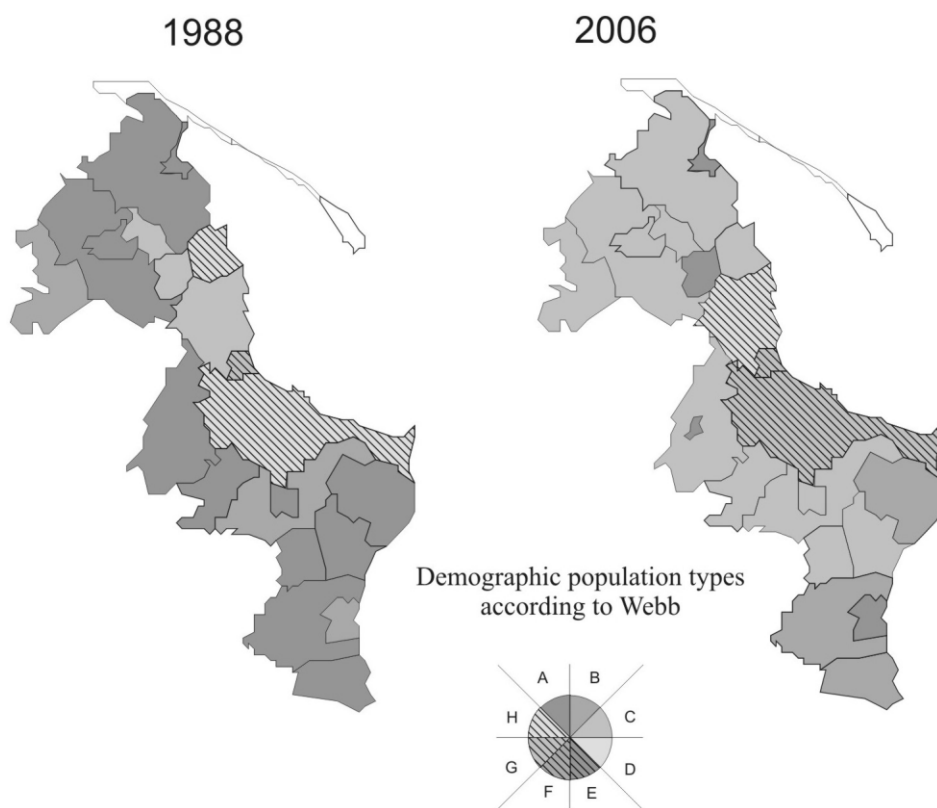 1988
2006
Demographic population types
according to Webb
A
B
H
C
G
D
F
E